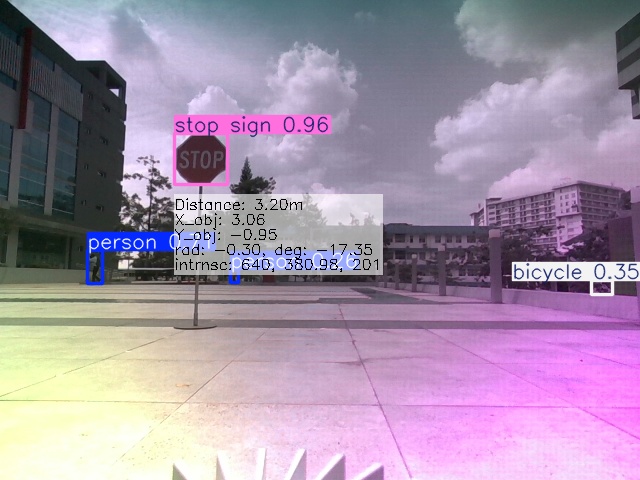 stop sign 0.96
STOP
Distance: 3.20m
X_obj: 3.06
Y_obj: -0.95
person
rad: -0.30, deg: -17.35
intrnsc: 640, 380.98, 201
bicycle 0.35